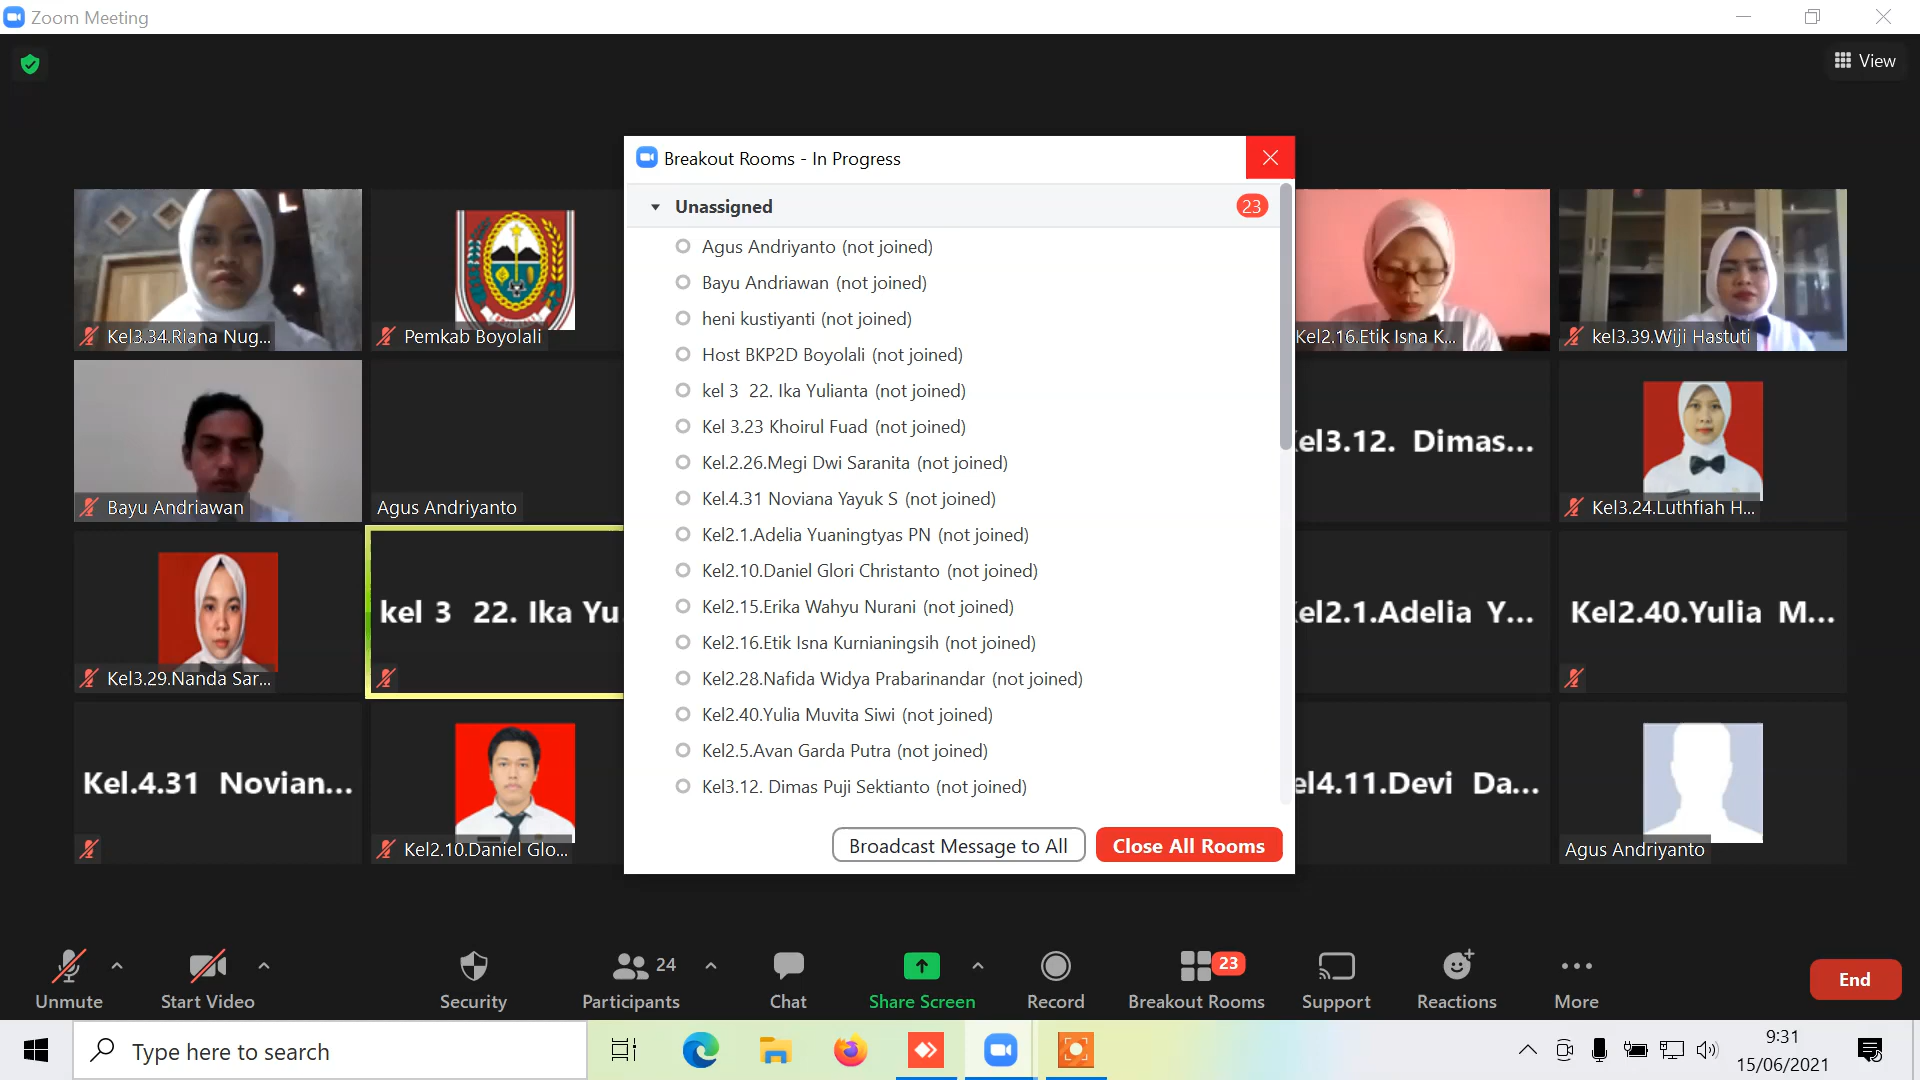 Zoom Meeting
View
Breakout Rooms - In Progress
Unassigned
23
Agus Andriyanto (not joined)
Bayu Andriawan (not joined)
heni kustiyanti (not joined)
Host BKP2D Boyolali (not joined)
kel 3  22. Ika Yulianta (not joined)
Kel 3.23 Khoirul Fuad (not joined)
Kel.2.26.Megi Dwi Saranita (not joined)
Kel.4.31 Noviana Yayuk S (not joined)
Kel2.1.Adelia Yuaningtyas PN (not joined)
Kel2.10.Daniel Glori Christanto (not joined)
Kel2.15.Erika Wahyu Nurani (not joined)
Kel2.16.Etik Isna Kurnianingsih (not joined)
Kel2.28.Nafida Widya Prabarinandar (not joined)
Kel2.40.Yulia Muvita Siwi (not joined)
Kel2.5.Avan Garda Putra (not joined)
Kel3.12. Dimas Puji Sektianto (not joined)
Broadcast Message to All
Close All Rooms
Kel3.34.Riana Nug...
Pemkab Boyolali
Kel2.16.Etik Isna K...
kel3.39.Wiji Hastuti
Bayu Andriawan
Agus Andriyanto
el3.12. Dimas...
Kel3.24.Luthfiah H...
Kel3.29.Nanda Sar...
kel 3  22. Ika Yu
el2.1.Adelia Y...
Kel2.40.Yulia M...
Kel.4.31 Novian...
Kel2.10.Daniel Glo...
el4.11.Devi Da...
Agus Andriyanto
Unmute
Start Video
Security
24
Participants
Chat
Share Screen
Record
23
Breakout Rooms
Support
Reactions
More
End
Type here to search
9:31
15/06/2021